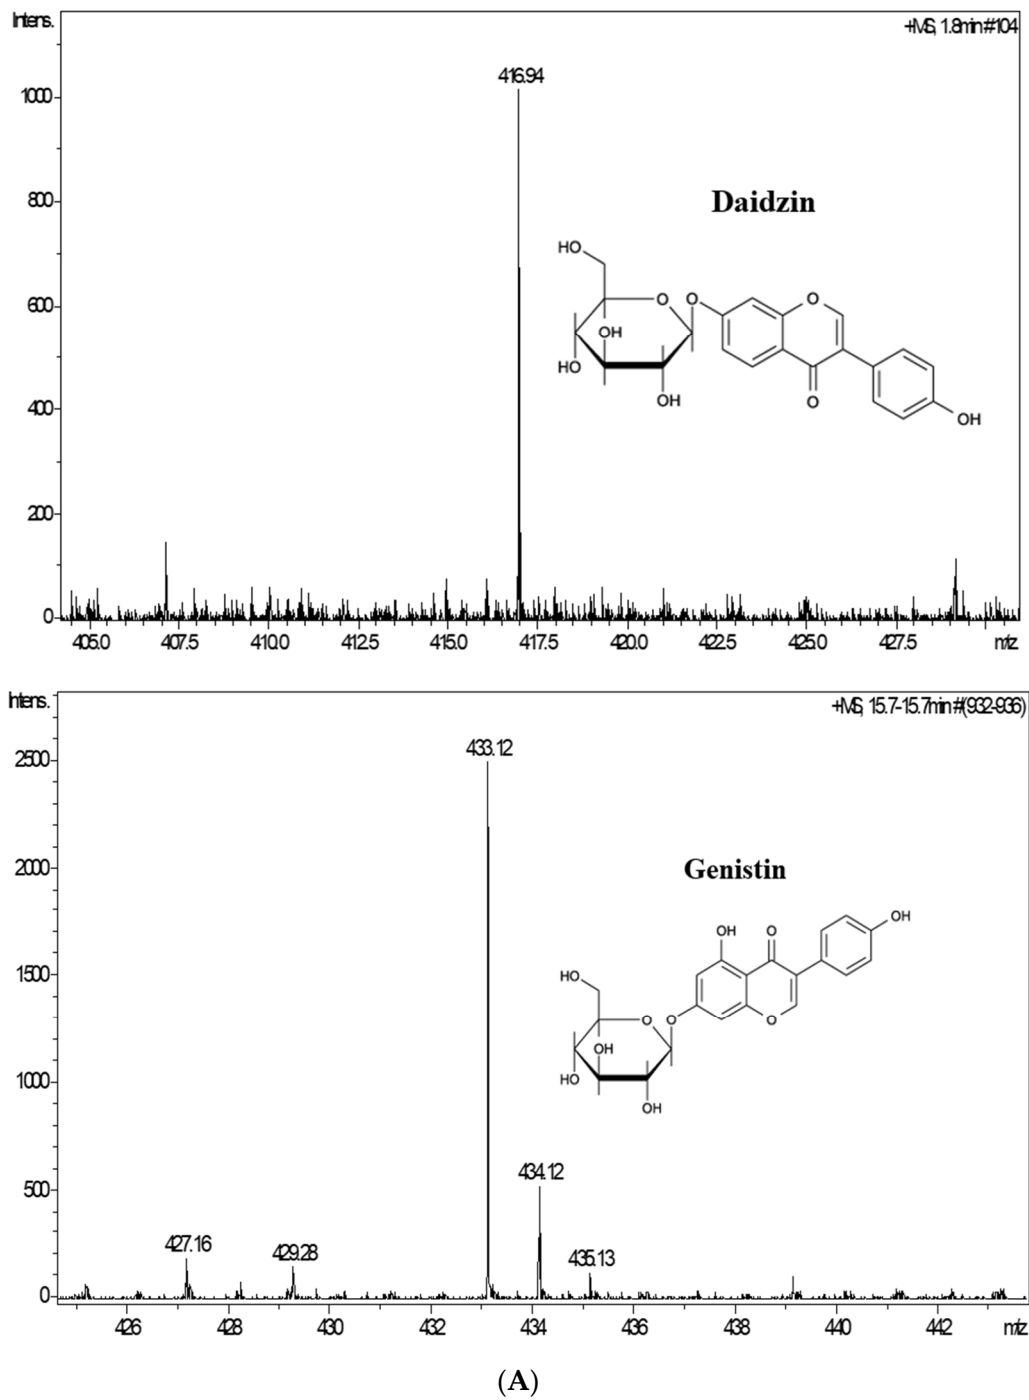 Intens.
+MS, 1.8min #104
416.94
1000
800
600
400
200
0
Daidzin
HO
O
O
O
OH
HO
OH
O
OH
405.0 407.5 410.0 412.5 415.0 417.5 420.0 422.5 425.0 427.5 m/z
Intens.
+MS, 15.7-15.7min #(932-936)
433.12
2500
2000
1500
1000
500
0
Genistin
OH
OH
O
HO
O
O
O
OH
HO
OH
434.12
427.16
429.28
435.13
426 428 430 432 434 436 438 440 442 m/z
(A)